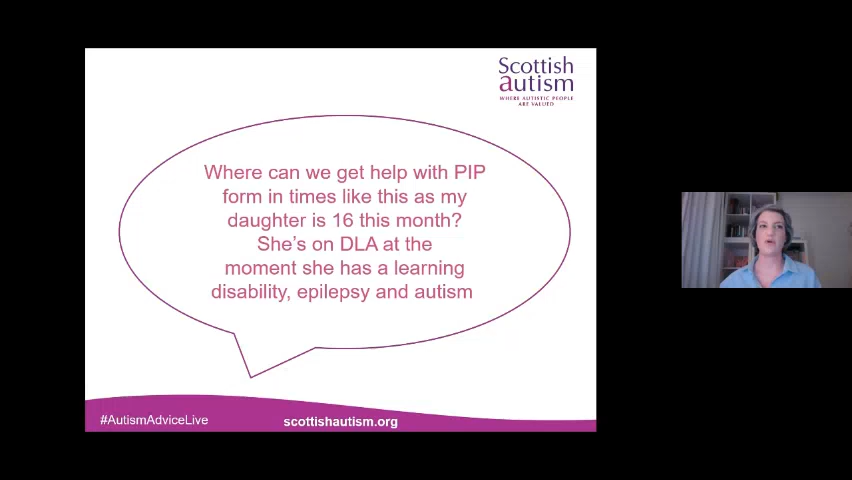 Scottish
autism
WHERE AUTISTIC PEOPLE
ARE VALUED
Where can we get help with PIP
form in times like this as my
daughter is 16 this month?
She's on DLA at the
moment she has a learning
disability, epilepsy and autism
#AutismAdviceLive
scottishautism.org